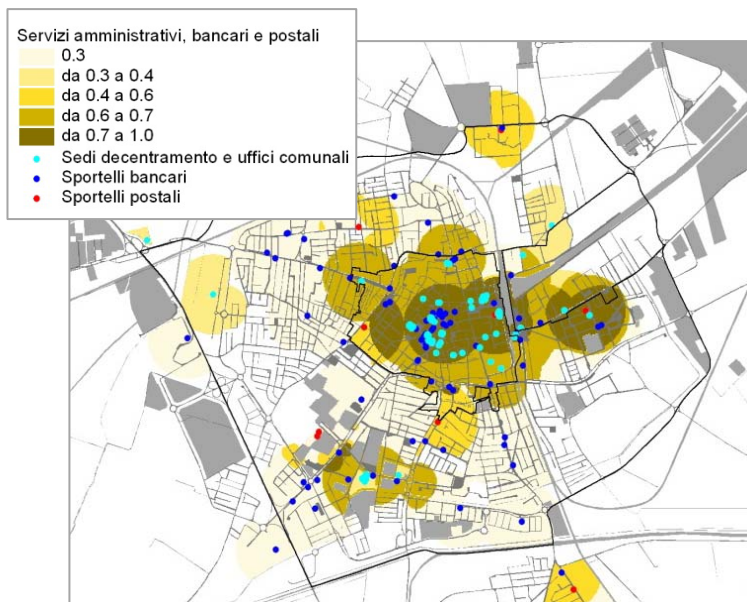 Servizi amministrativi, bancari e postali
0.3
da 0.3 a 0.4
da 0.4 a 0.6
da 0.6 a 0.7
da 0.7 a 1.0
Sedi decentramento e uffici comunali
Sportelli bancari
Sportelli postali